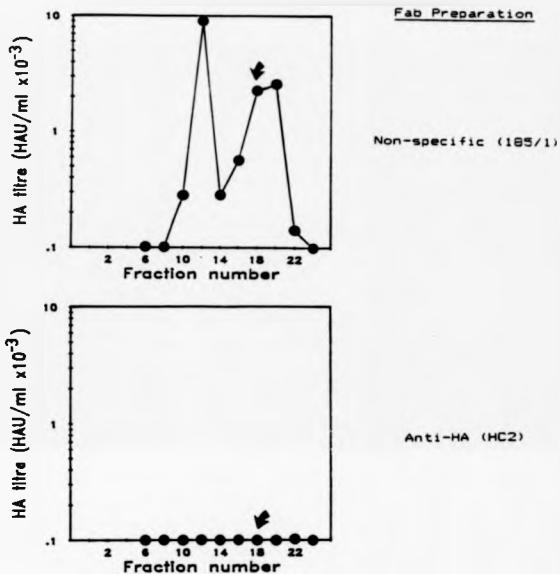 Fab Preparation
10
1
.1
HA titre (HAU/ml x10⁻³)
2 6 10 14 18 22
Fraction number
Non-specific (185/1)
10
1
.1
HA titre (HAU/ml x10⁻³)
2 6 10 14 18 22
Fraction number
Anti-HA (HC2)